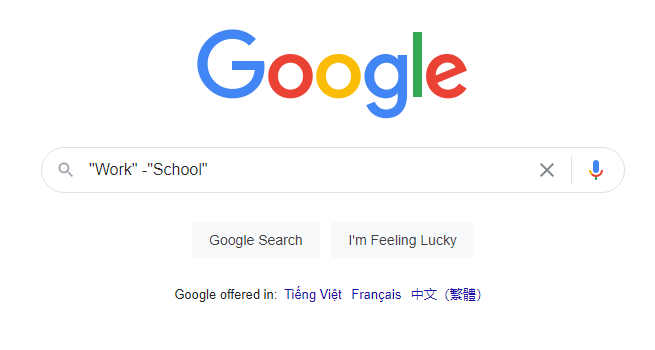 Google
"Work" -"School"
Google Search I'm Feeling Lucky
Google offered in: Tiếng Việt Français 中文（繁體）